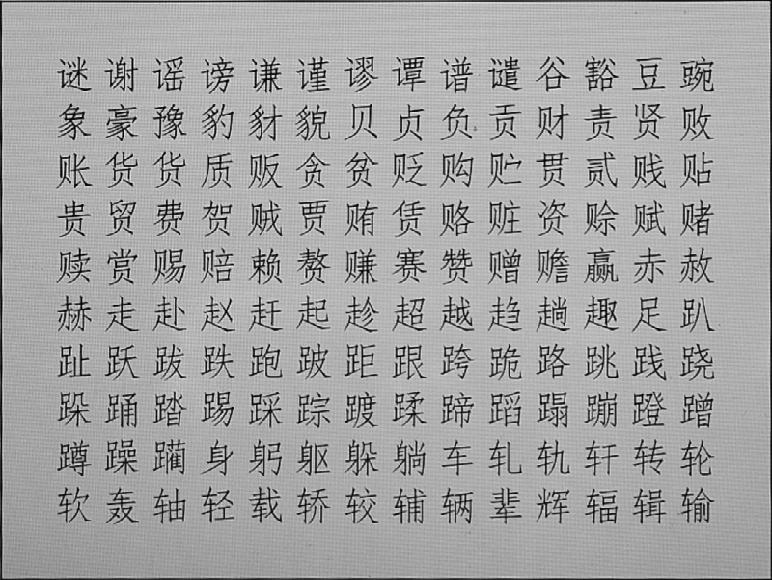 谜谢谣谤谦谨谬谭谱谴谷豁豆豌
象豪豫豹豺貌贝贞负贡财责贤败
账货货质贩贪贫贬购贮贯贰贱贴
贵贸费贺贼贾贿赁赂赃资赊赋赌
赎赏赐赔赖赘赚赛赞赠赡赢赤赦
赫走赴赵赶起趁超越趋趟趣足趴
趾跃跋跌跑跛距跟跨跪路跳践跷
跺踊踏踢踩踪踱蹂蹄蹈蹋蹦蹬蹭
蹲躁躏身躬躯躲躺车轧轨轩转轮
软轰轴轻载轿较辅辆辈辉辐辑输